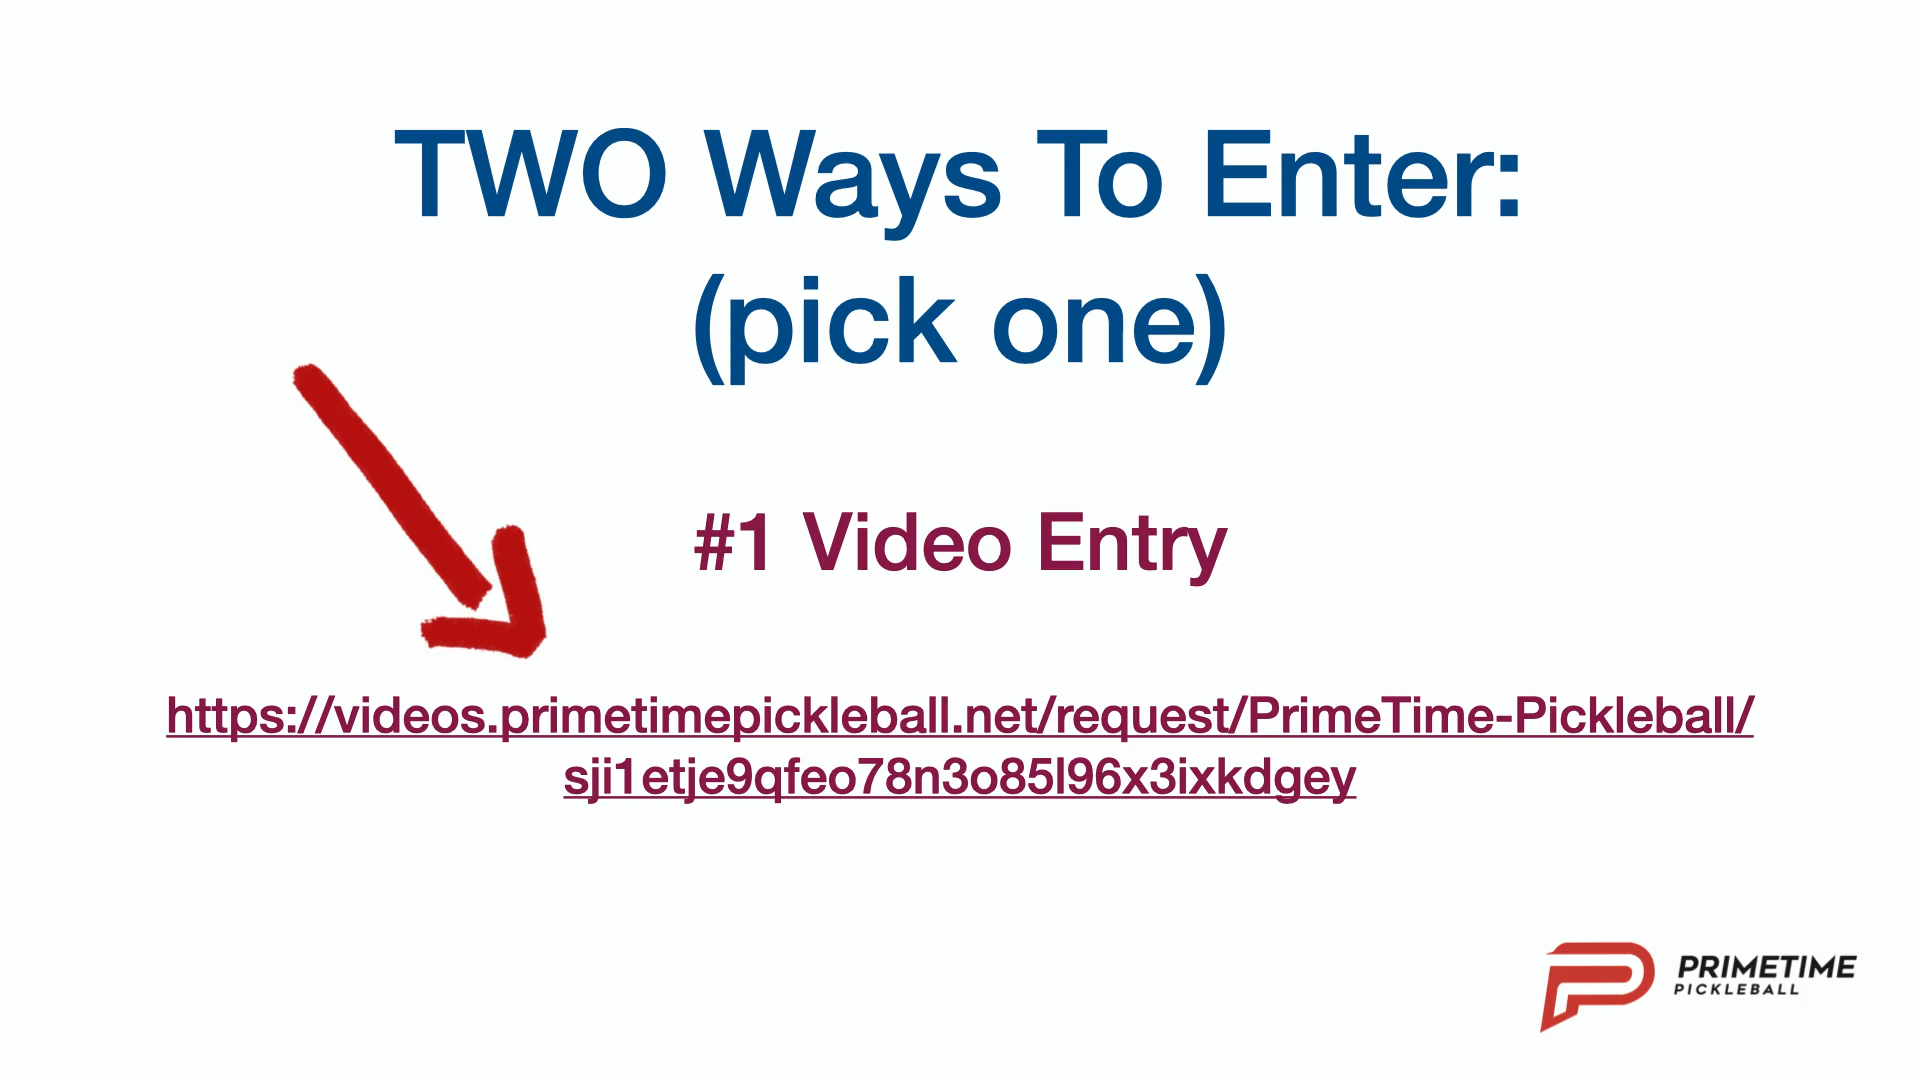 TWO Ways To Enter:
(pick one)
#1 Video Entry
https://videos.primetimepickleball.net/request/PrimeTime-Pickleball/
sji1etje9qfeo78n3o85l96x3ixkdgey
PRIMETIME
PICKLEBALL